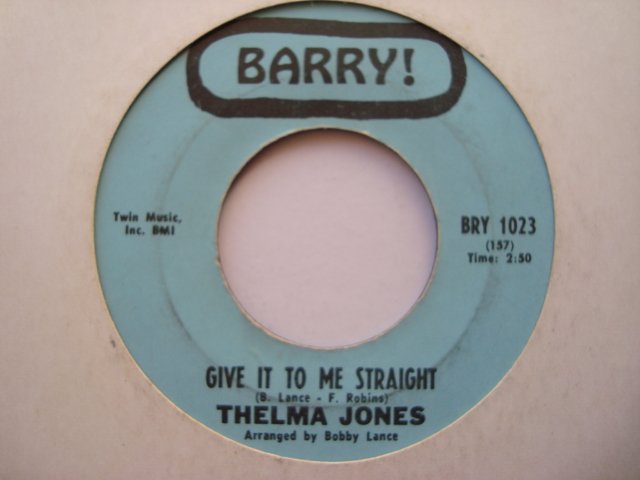 BARRY!
Twin Music,
Inc. BMI
BRY 1023
(157)
Time: 2:50
GIVE IT TO ME STRAIGHT
(B. Lance - F. Robins)
THELMA JONES
Arranged by Bobby Lance